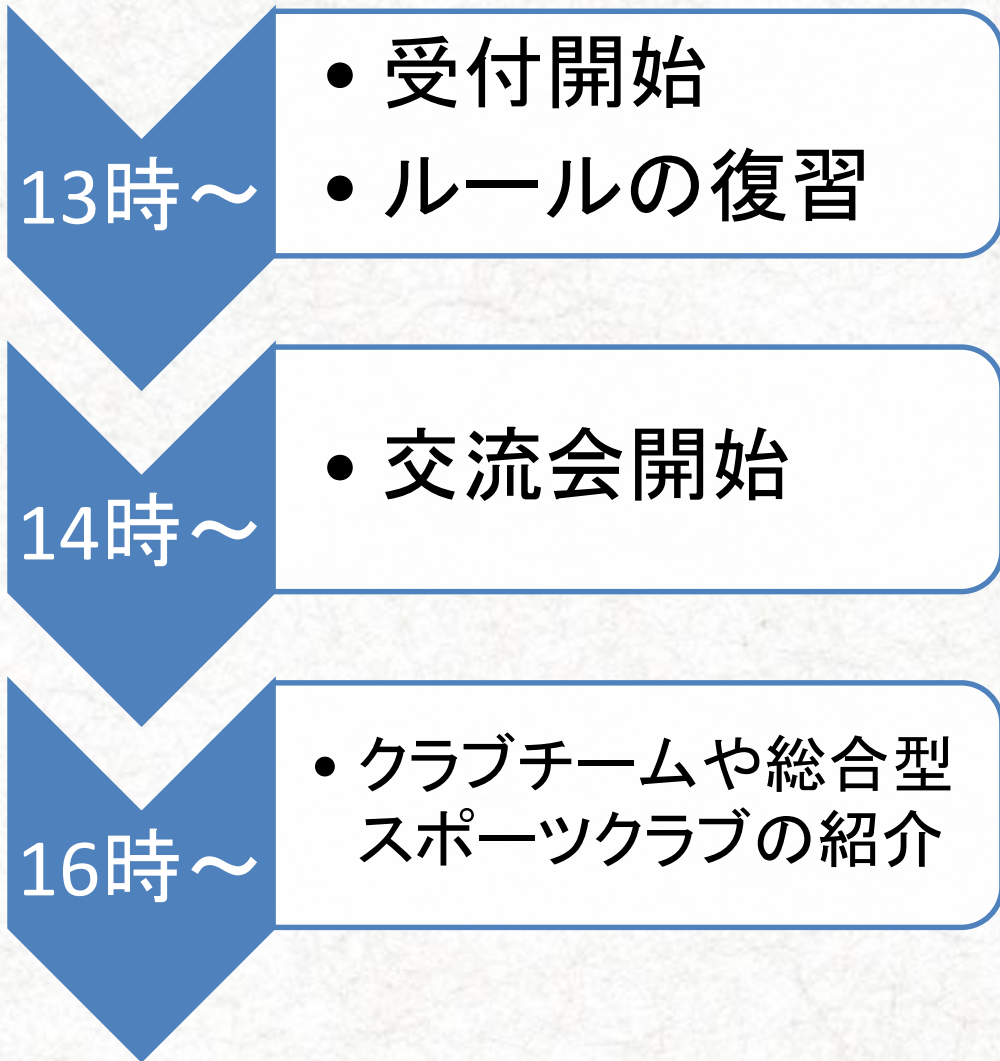 13時～
• 受付開始
• ルールの復習
14時～
• 交流会開始
16時～
• クラブチームや総合型
スポーツクラブの紹介